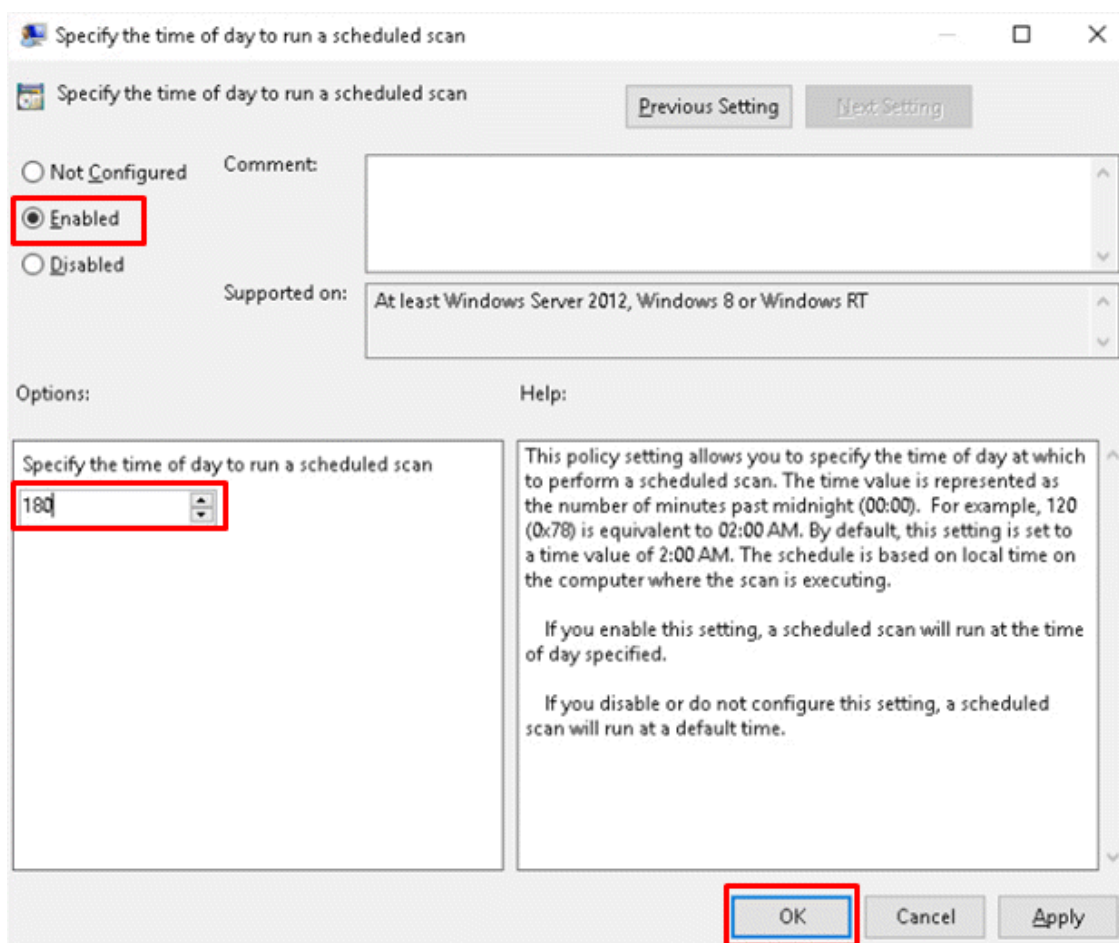 Specify the time of day to run a scheduled scan
Specify the time of day to run a scheduled scan
Previous Setting
Next Setting
Not Configured
Comment:
Enabled
Disabled
Supported on:
At least Windows Server 2012, Windows 8 or Windows RT
Options:
Help:
Specify the time of day to run a scheduled scan
180
This policy setting allows you to specify the time of day at which
to perform a scheduled scan. The time value is represented as
the number of minutes past midnight (00:00).  For example, 120
(0x78) is equivalent to 02:00 AM. By default, this setting is set to
a time value of 2:00 AM. The schedule is based on local time on
the computer where the scan is executing.
If you enable this setting, a scheduled scan will run at the time
of day specified.
If you disable or do not configure this setting, a scheduled
scan will run at a default time.
OK
Cancel
Apply